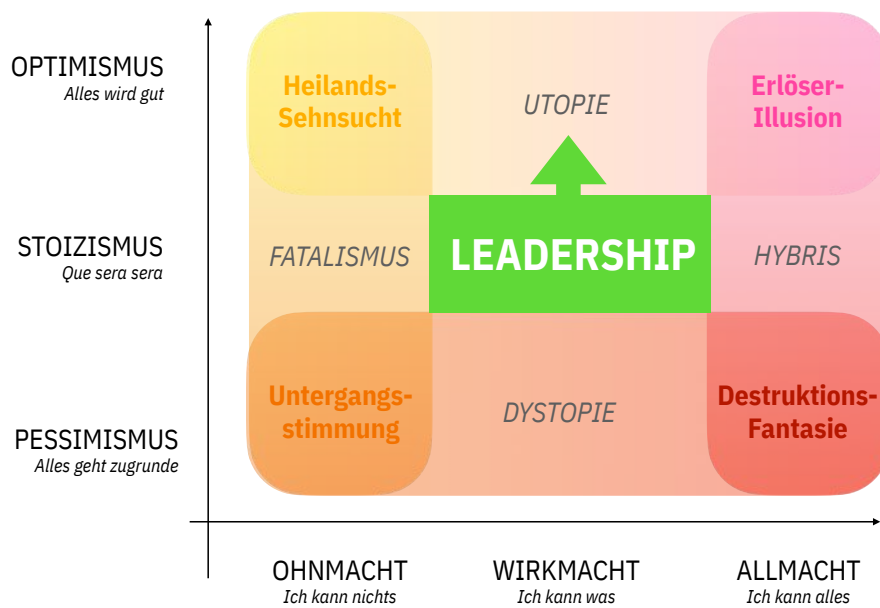 OPTIMISMUS
Alles wird gut
Heilands-
Sehnsucht
UTOPIE
Erlöser-
Illusion
STOIZISMUS
Que sera sera
FATALISMUS
LEADERSHIP
HYBRIS
PESSIMISMUS
Alles geht zugrunde
Untergangs-
stimmung
DYSTOPIE
Destruktions-
Fantasie
OHNMACHT
Ich kann nichts
WIRKMACHT
Ich kann was
ALLMACHT
Ich kann alles